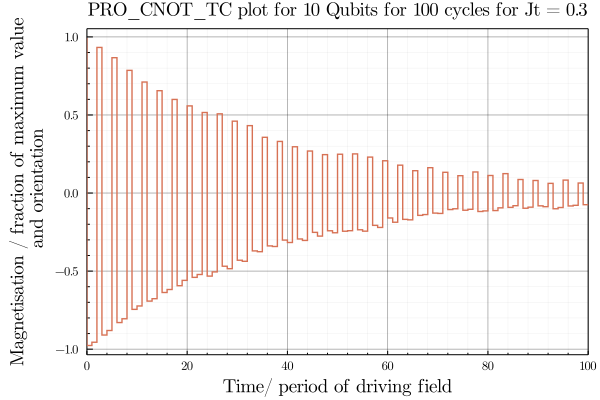 PRO_CNOT_TC plot for 10 Qubits for 100 cycles for Jt = 0.3
Magnetisation / fraction of maximum value
and orientation
1.0
0.5
0.0
−0.5
−1.0
0
20
40
60
80
100
Time/ period of driving field